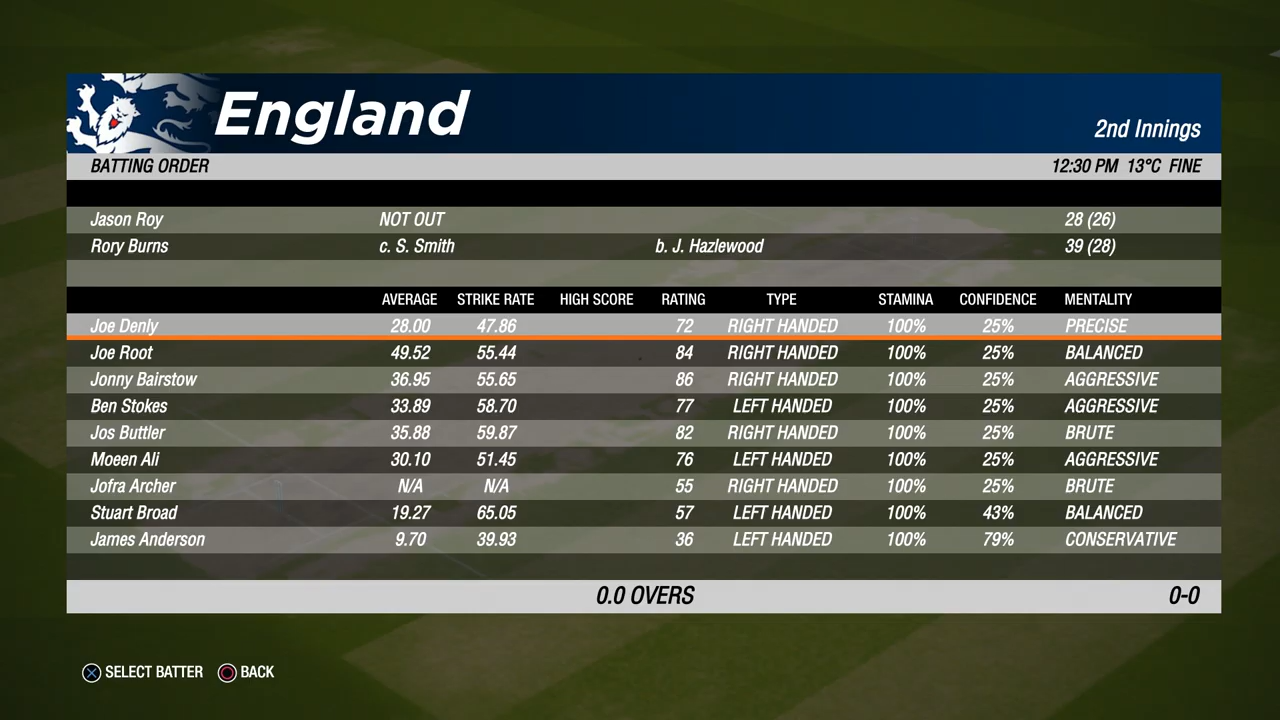 England
2nd Innings
BATTING ORDER 12:30 PM 13°C FINE
Jason Roy NOT OUT 28 (26)
Rory Burns c. S. Smith b. J. Hazlewood 39 (28)
AVERAGE STRIKE RATE HIGH SCORE RATING TYPE STAMINA CONFIDENCE MENTALITY
Joe Denly 28.00 47.86 72 RIGHT HANDED 100% 25% PRECISE
Joe Root 49.52 55.44 84 RIGHT HANDED 100% 25% BALANCED
Jonny Bairstow 36.95 55.65 86 RIGHT HANDED 100% 25% AGGRESSIVE
Ben Stokes 33.89 58.70 77 LEFT HANDED 100% 25% AGGRESSIVE
Jos Buttler 35.88 59.87 82 RIGHT HANDED 100% 25% BRUTE
Moeen Ali 30.10 51.45 76 LEFT HANDED 100% 25% AGGRESSIVE
Jofra Archer N/A N/A 55 RIGHT HANDED 100% 25% BRUTE
Stuart Broad 19.27 65.05 57 LEFT HANDED 100% 43% BALANCED
James Anderson 9.70 39.93 36 LEFT HANDED 100% 79% CONSERVATIVE
0.0 OVERS 0-0
SELECT BATTER BACK